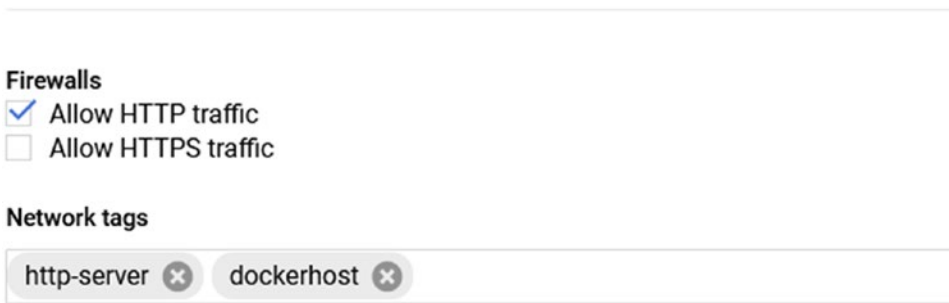 Firewalls
Allow HTTP traffic
Allow HTTPS traffic
Network tags
http-server dockerhost